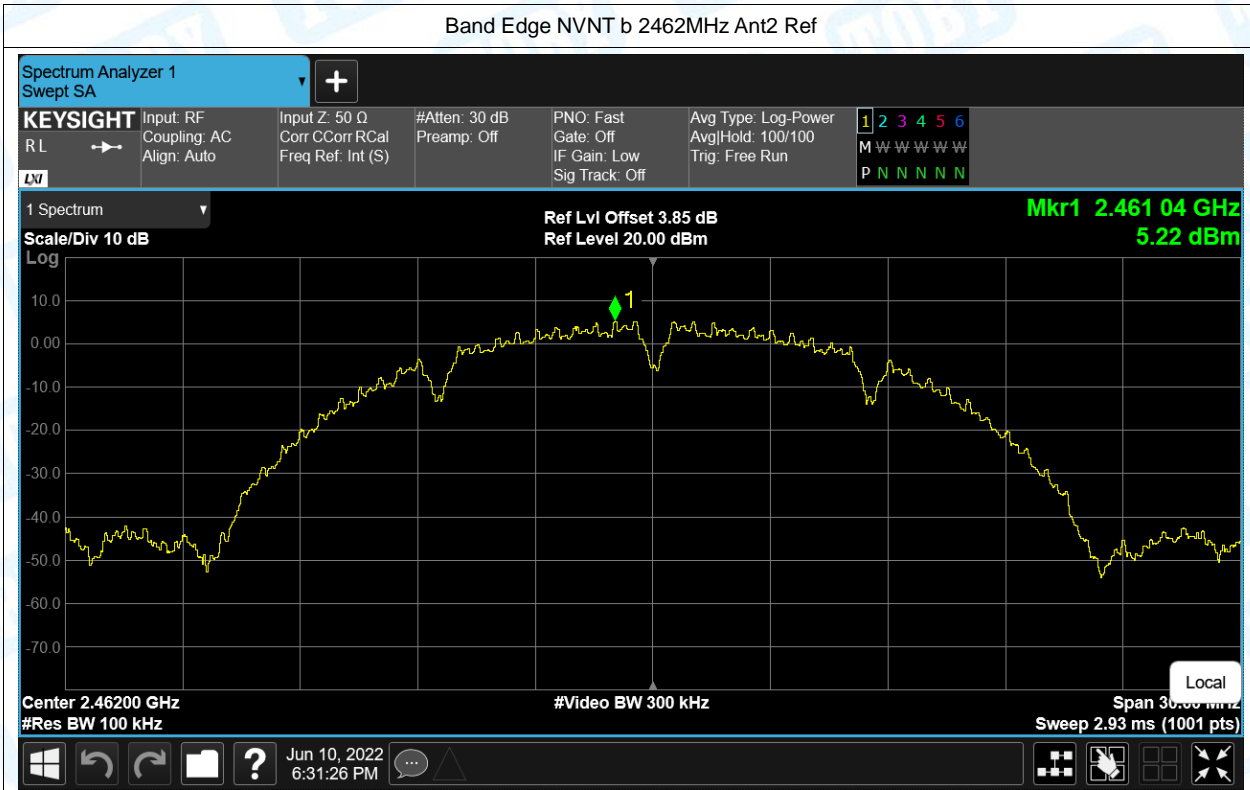 Band Edge NVNT b 2462MHz Ant2 Ref
Spectrum Analyzer 1
Swept SA
KEYSIGHT
R L
LXI
Input: RF
Coupling: AC
Align: Auto
Input Z: 50 Ω
Corr CCorr RCal
Freq Ref: Int (S)
#Atten: 30 dB
Preamp: Off
PNO: Fast
Gate: Off
IF Gain: Low
Sig Track: Off
Avg Type: Log-Power
Avg|Hold: 100/100
Trig: Free Run
1 2 3 4 5 6
M W W W W W
P N N N N N
1 Spectrum
Scale/Div 10 dB
Log
Ref Lvl Offset 3.85 dB
Ref Level 20.00 dBm
Mkr1 2.461 04 GHz
5.22 dBm
1
10.0
0.00
-10.0
-20.0
-30.0
-40.0
-50.0
-60.0
-70.0
Local
Center 2.46200 GHz
#Video BW 300 kHz
Span 30.00 MHz
#Res BW 100 kHz
Sweep 2.93 ms (1001 pts)
?
Jun 10, 2022
6:31:26 PM